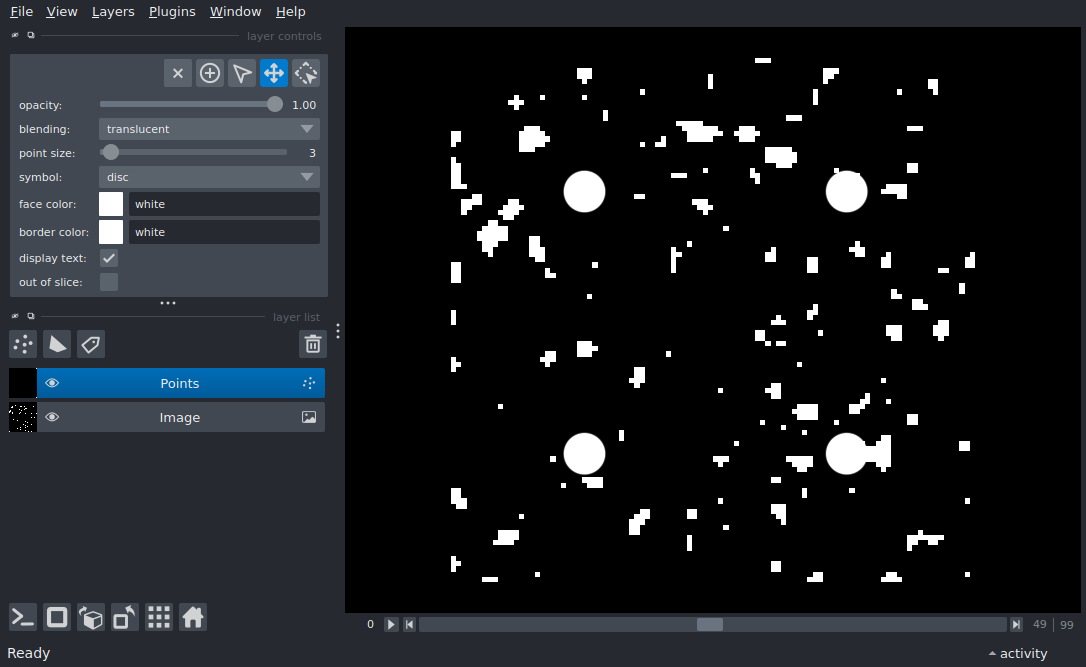 File View Layers Plugins Window Help
layer controls
opacity: 1.00
blending: translucent
point size: 3
symbol: disc
face color: white
border color: white
display text:
out of slice:
layer list
Points
Image
0 49 99
Ready activity